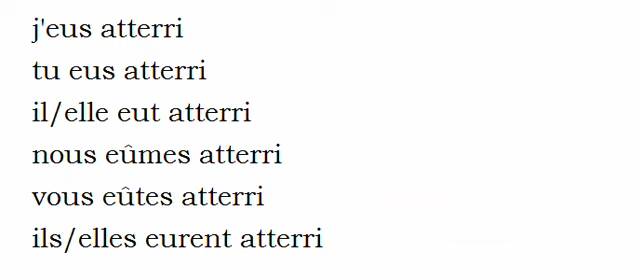 j'eus atterri
tu eus atterri
il/elle eut atterri
nous eûmes atterri
vous eûtes atterri
ils/elles eurent atterri